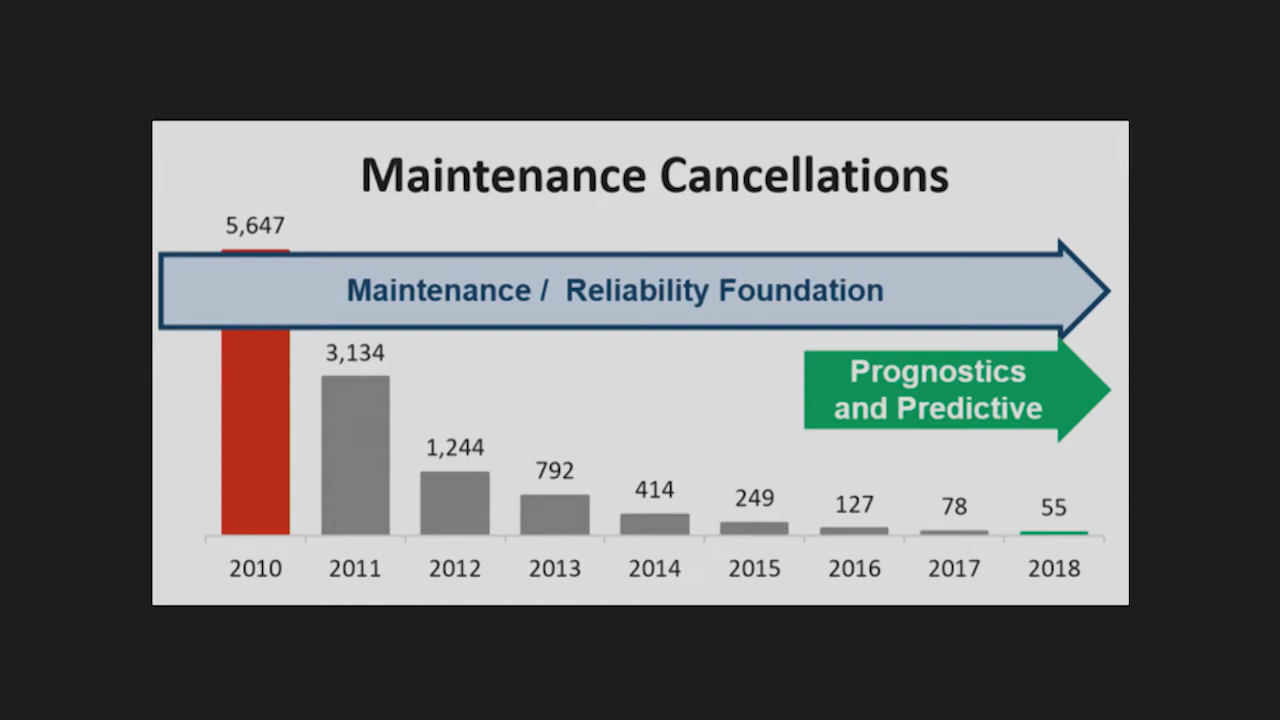 Maintenance Cancellations
5,647
Maintenance / Reliability Foundation
3,134
Prognostics
and Predictive
1,244
792
414
249
127
78
55
2010 2011 2012 2013 2014 2015 2016 2017 2018